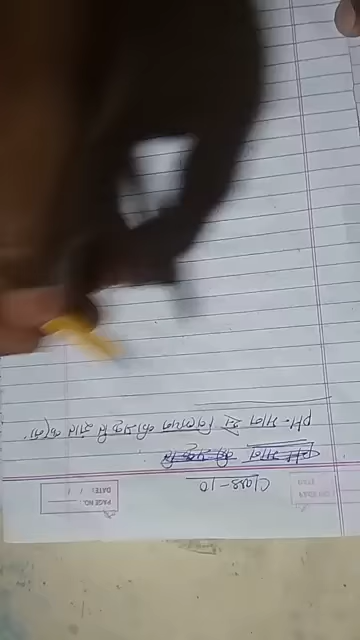 PAGE NO.:
DATE: / /
Class-10
pH-मान की प्रकृति
pH-मान से विलयन की प्रकृति ज्ञात करना.